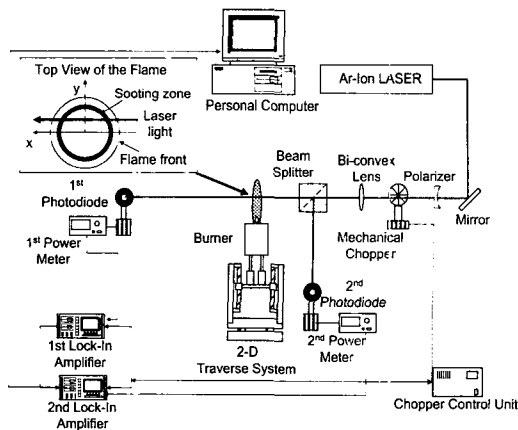 Top View of the Flame
y
Sooting zone
Laser
light
x
Flame front
Personal Computer
Ar-Ion LASER
1st
Photodiode
1st Power
Meter
Burner
Beam
Splitter
Bi-convex
Lens
Polarizer
Mirror
Mechanical
Chopper
2nd
Photodiode
2nd Power
Meter
2-D
Traverse System
1st Lock-In
Amplifier
2nd Lock-In
Amplifier
Chopper Control Unit